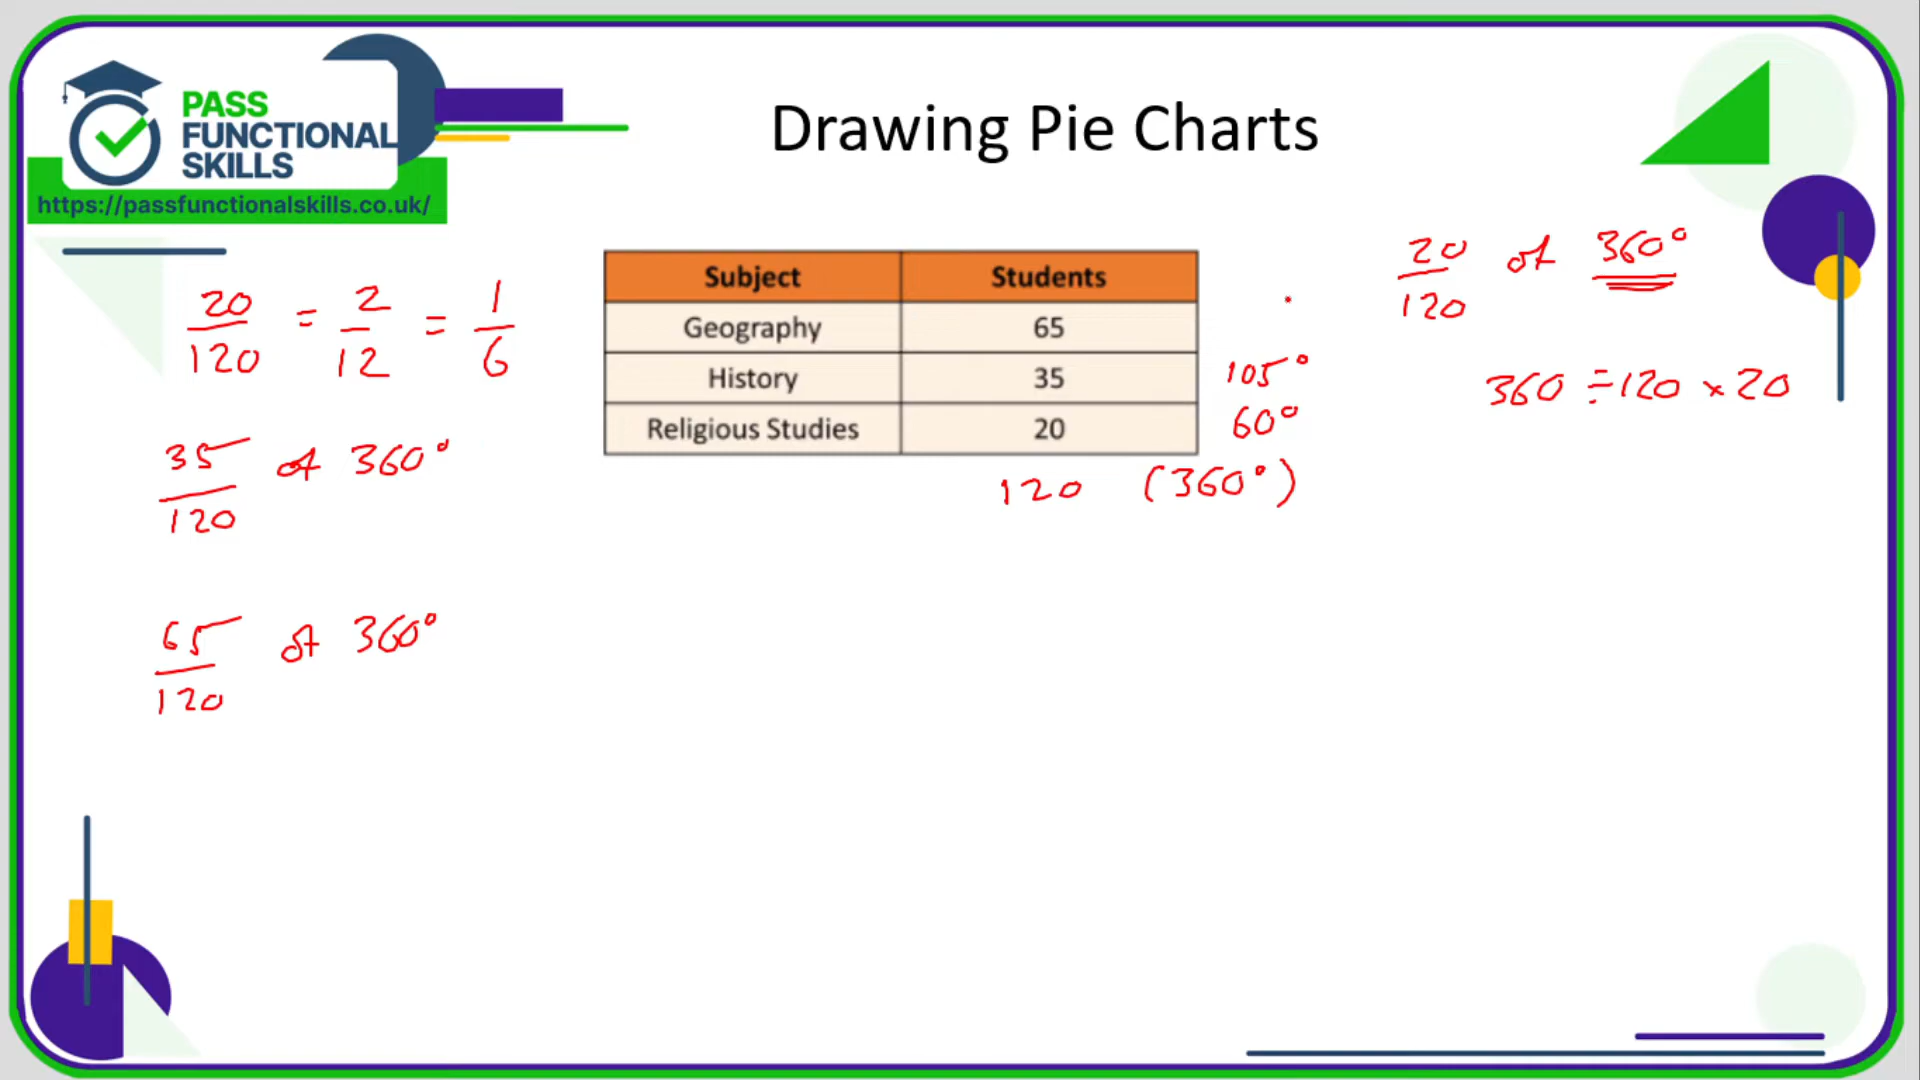 PASS
FUNCTIONAL
SKILLS
https://passfunctionalskills.co.uk/
Drawing Pie Charts
20/120 = 2/12 = 1/6
35/120 of 360°
65/120 of 360°
Subject Students
Geography 65
History 35 105°
Religious Studies 20 60°
120 (360°)
20/120 of 360°
360 ÷ 120 × 20